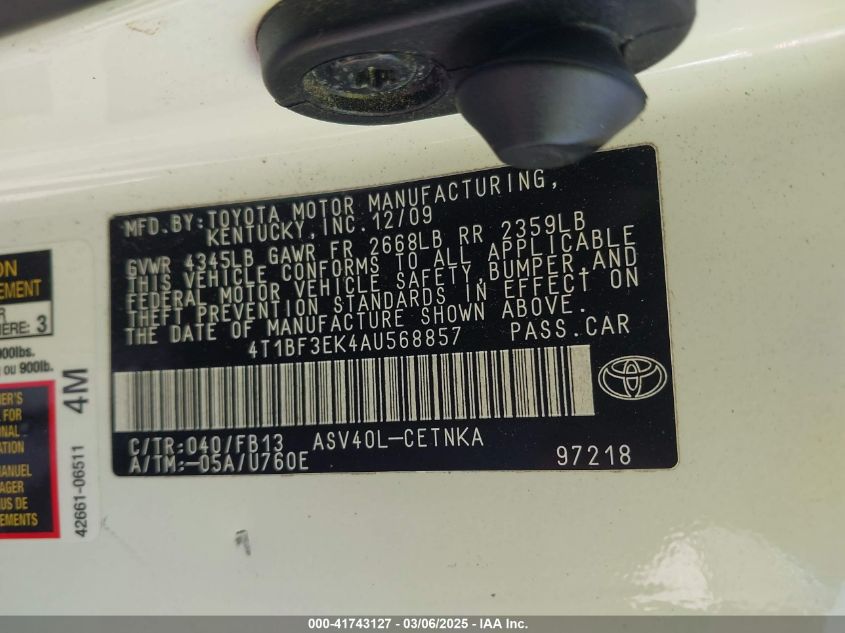 MFD.BY:TOYOTA MOTOR MANUFACTURING,
KENTUCKY,INC.12/09
GVWR 4345LB GAWR FR 2668LB RR 2359LB
THIS VEHICLE CONFORMS TO ALL APPLICABLE
FEDERAL MOTOR VEHICLE SAFETY,BUMPER,AND
THEFT PREVENTION STANDARDS IN EFFECT ON
THE DATE OF MANUFACTURE SHOWN ABOVE.
4T1BF3EK4AU568857 PASS.CAR
C/TR:040/FB13 ASV40L-CETNKA
A/TM:-05A/U760E 97218
ON
EMENT
R
HERE: 3
900lbs.
g ou 900lb.
ER'S
FOR
ONAL
ATION
MANUEL
AGER
US DE
EMENTS
4M
42661-06511
000-41743127 - 03/06/2025 - IAA Inc.